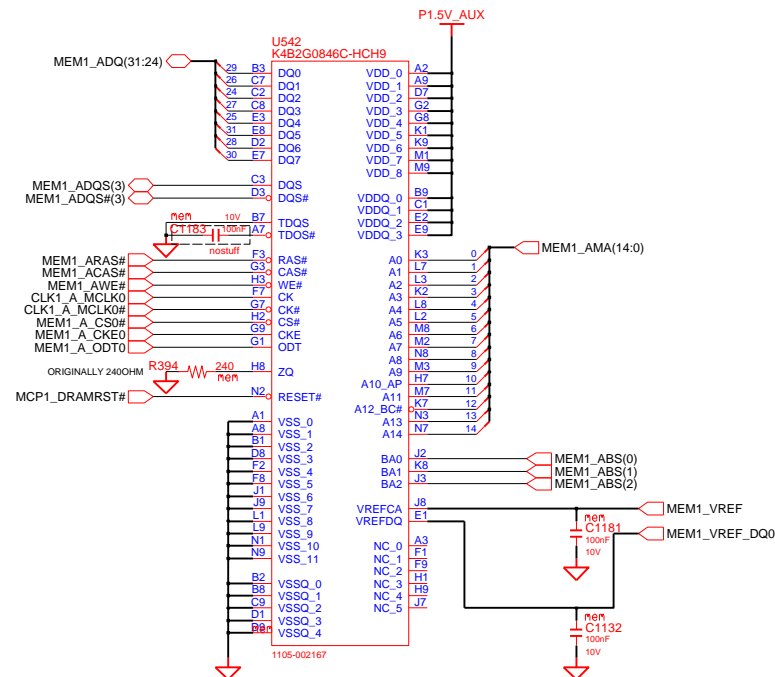 P1.5V_AUX
U542
K4B2G0846C-HCH9
MEM1_ADQ(31:24)
29 B3 DQ0 VDD_0 A2
26 C7 DQ1 VDD_1 A9
24 C2 DQ2 VDD_2 D7
27 C8 DQ3 VDD_3 G2
25 E3 DQ4 VDD_4 G8
31 E8 DQ5 VDD_5 K1
28 D2 DQ6 VDD_6 K9
30 E7 DQ7 VDD_7 M1
VDD_8 M9
MEM1_ADQS(3) C3 DQS
MEM1_ADQS#(3) D3 DQS# VDDQ_0 B9
VDDQ_1 C1
mem 10V B7 TDQS VDDQ_2 E2
C1183 100nF A7 TDOS# VDDQ_3 E9
nostuff
MEM1_AMA(14:0)
MEM1_ARAS# F3 RAS# A0 K3 0
MEM1_ACAS# G3 CAS# A1 L7 1
MEM1_AWE# H3 WE# A2 L3 2
CLK1_A_MCLK0 F7 CK A3 K2 3
CLK1_A_MCLK0# G7 CK# A4 L8 4
MEM1_A_CS0# H2 CS# A5 L2 5
MEM1_A_CKE0 G9 CKE A6 M8 6
MEM1_A_ODT0 G1 ODT A7 M2 7
A8 N8 8
ORIGINALLY 240OHM R394 240 H8 ZQ A9 M3 9
mem A10_AP H7 10
MCP1_DRAMRST# N2 RESET# A11 M7 11
A12_BC# K7 12
A1 VSS_0 A13 N3 13
A8 VSS_1 A14 N7 14
B1 VSS_2
D8 VSS_3 BA0 J2 MEM1_ABS(0)
F2 VSS_4 BA1 K8 MEM1_ABS(1)
F8 VSS_5 BA2 J3 MEM1_ABS(2)
J1 VSS_6
J9 VSS_7 VREFCA J8 MEM1_VREF
L1 VSS_8 VREFDQ E1 mem
L9 VSS_9 C1181 MEM1_VREF_DQ0
N1 VSS_10 NC_0 A3 100nF
N9 VSS_11 NC_1 F1 10V
NC_2 F9
B2 VSSQ_0 NC_3 H1
B8 VSSQ_1 NC_4 H9
C9 VSSQ_2 NC_5 J7
D1 VSSQ_3 mem
D9 mem VSSQ_4 C1132
100nF
1105-002167 10V